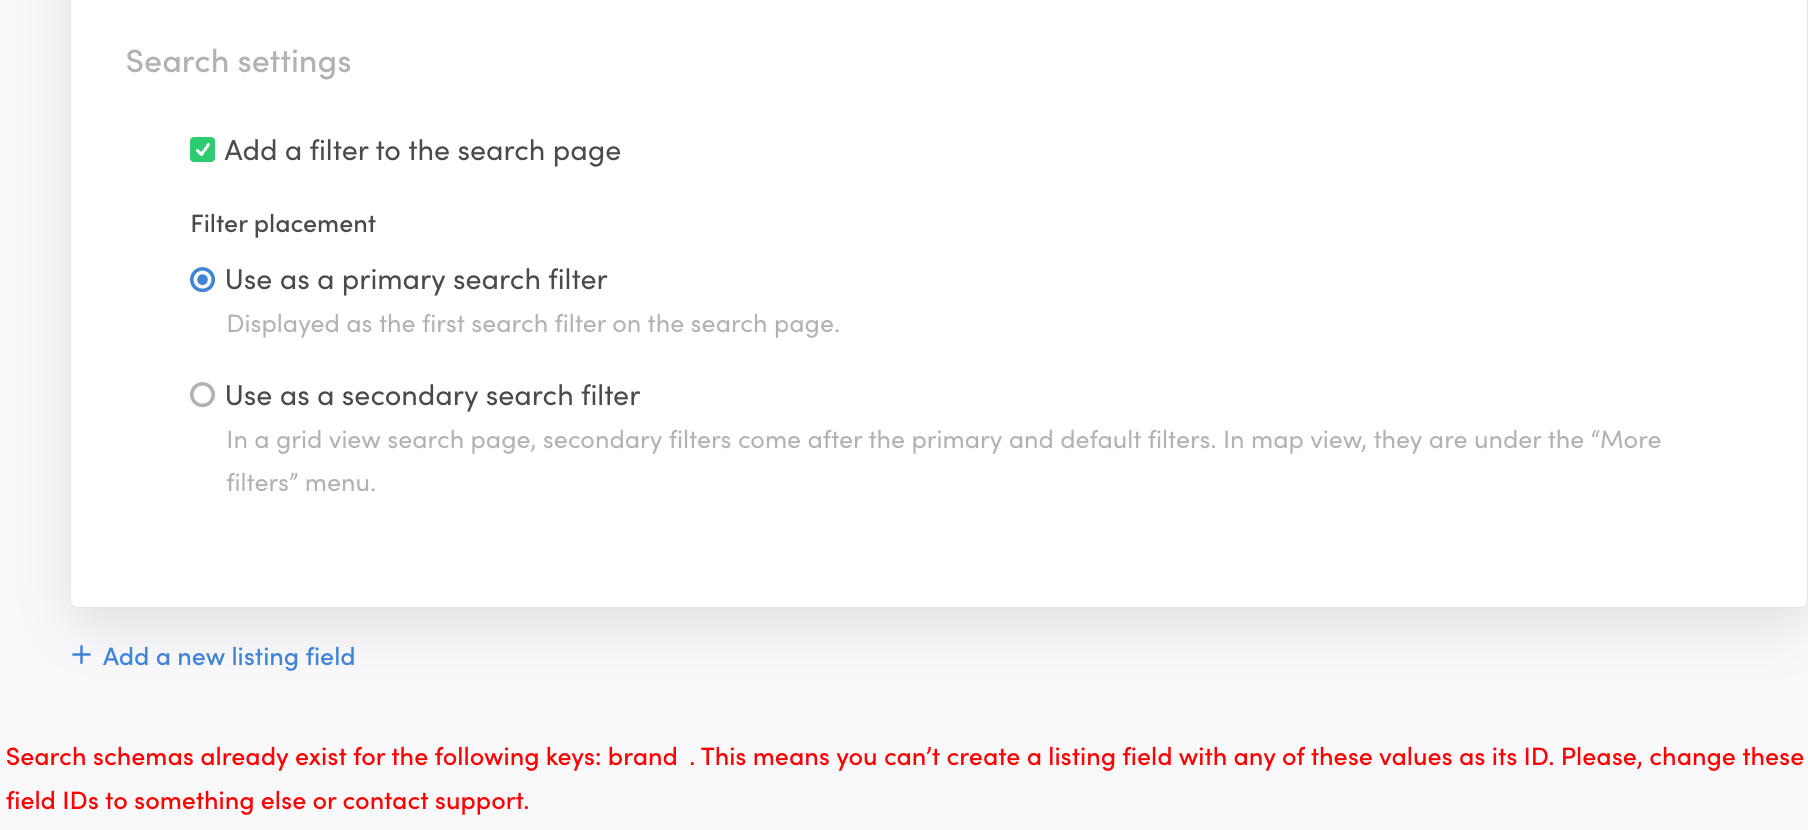 Search settings
Add a filter to the search page
Filter placement
Use as a primary search filter
Displayed as the first search filter on the search page.
Use as a secondary search filter
In a grid view search page, secondary filters come after the primary and default filters. In map view, they are under the “More
filters” menu.
+ Add a new listing field
Search schemas already exist for the following keys: brand . This means you can’t create a listing field with any of these values as its ID. Please, change these
field IDs to something else or contact support.